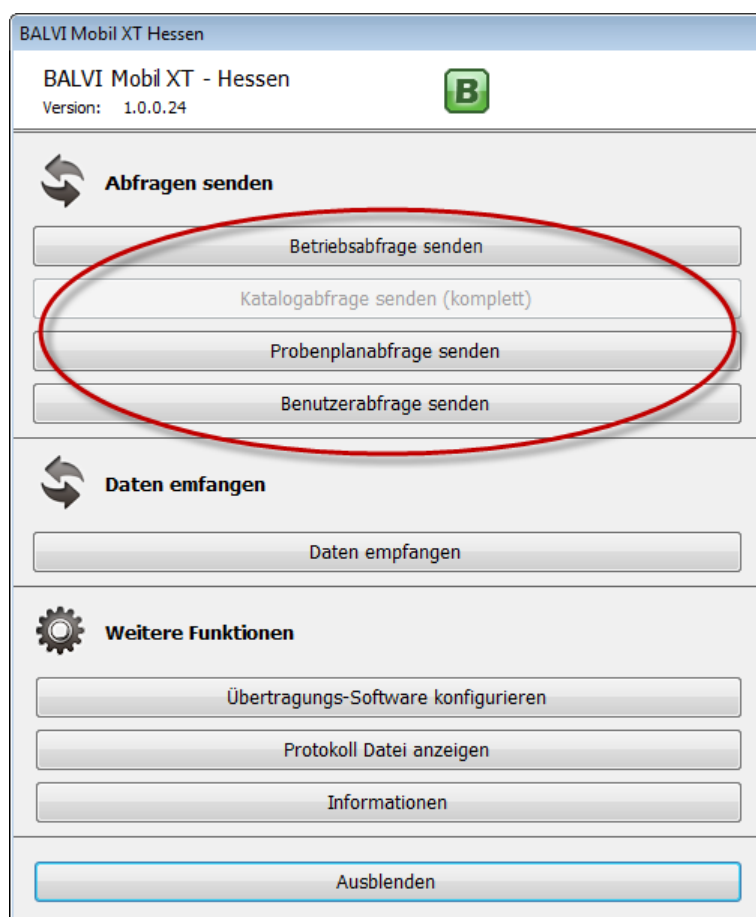 BALVI Mobil XT Hessen
BALVI Mobil XT - Hessen
B
Version: 1.0.0.24
Abfragen senden
Betriebsabfrage senden
Katalogabfrage senden (komplett)
Probenplanabfrage senden
Benutzerabfrage senden
Daten emfangen
Daten empfangen
Weitere Funktionen
Übertragungs-Software konfigurieren
Protokoll Datei anzeigen
Informationen
Ausblenden